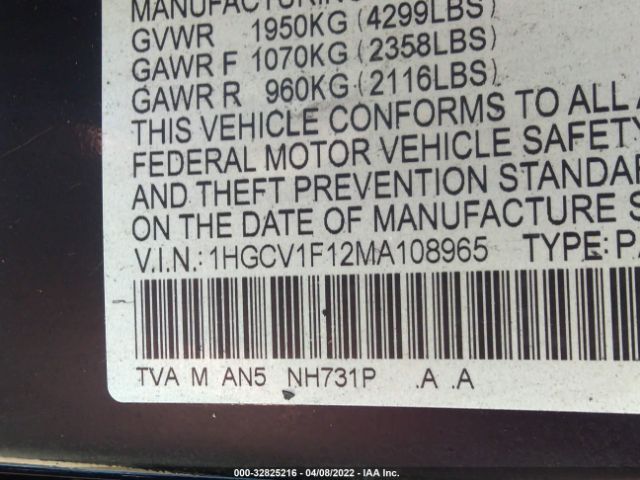 MANUFACTURING
GVWR 1950KG (4299LBS)
GAWR F 1070KG (2358LBS)
GAWR R 960KG (2116LBS)
THIS VEHICLE CONFORMS TO ALL A
FEDERAL MOTOR VEHICLE SAFETY
AND THEFT PREVENTION STANDAR
ON THE DATE OF MANUFACTURE S
V.I.N.: 1HGCV1F12MA108965 TYPE: PA
TVA M AN5 NH731P .A .A
000-32825216 - 04/08/2022 - IAA Inc.